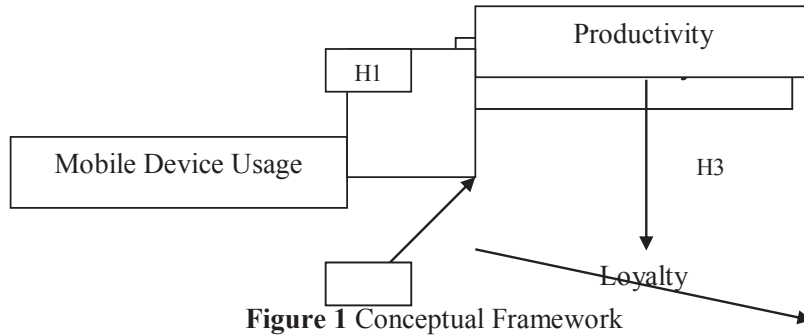 Productivity
H1
Mobile Device Usage
H3
Loyalty
Figure 1 Conceptual Framework